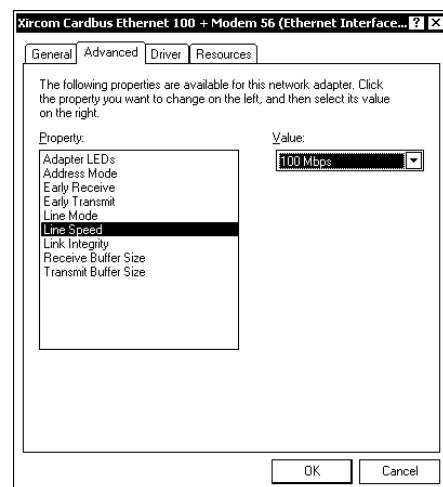 Xircom Cardbus Ethernet 100 + Modem 56 (Ethernet Interface...
General Advanced Driver Resources
The following properties are available for this network adapter. Click
the property you want to change on the left, and then select its value
on the right.
Property: Value:
Adapter LEDs 100 Mbps
Address Mode
Early Receive
Early Transmit
Line Mode
Line Speed
Link Integrity
Receive Buffer Size
Transmit Buffer Size
OK Cancel